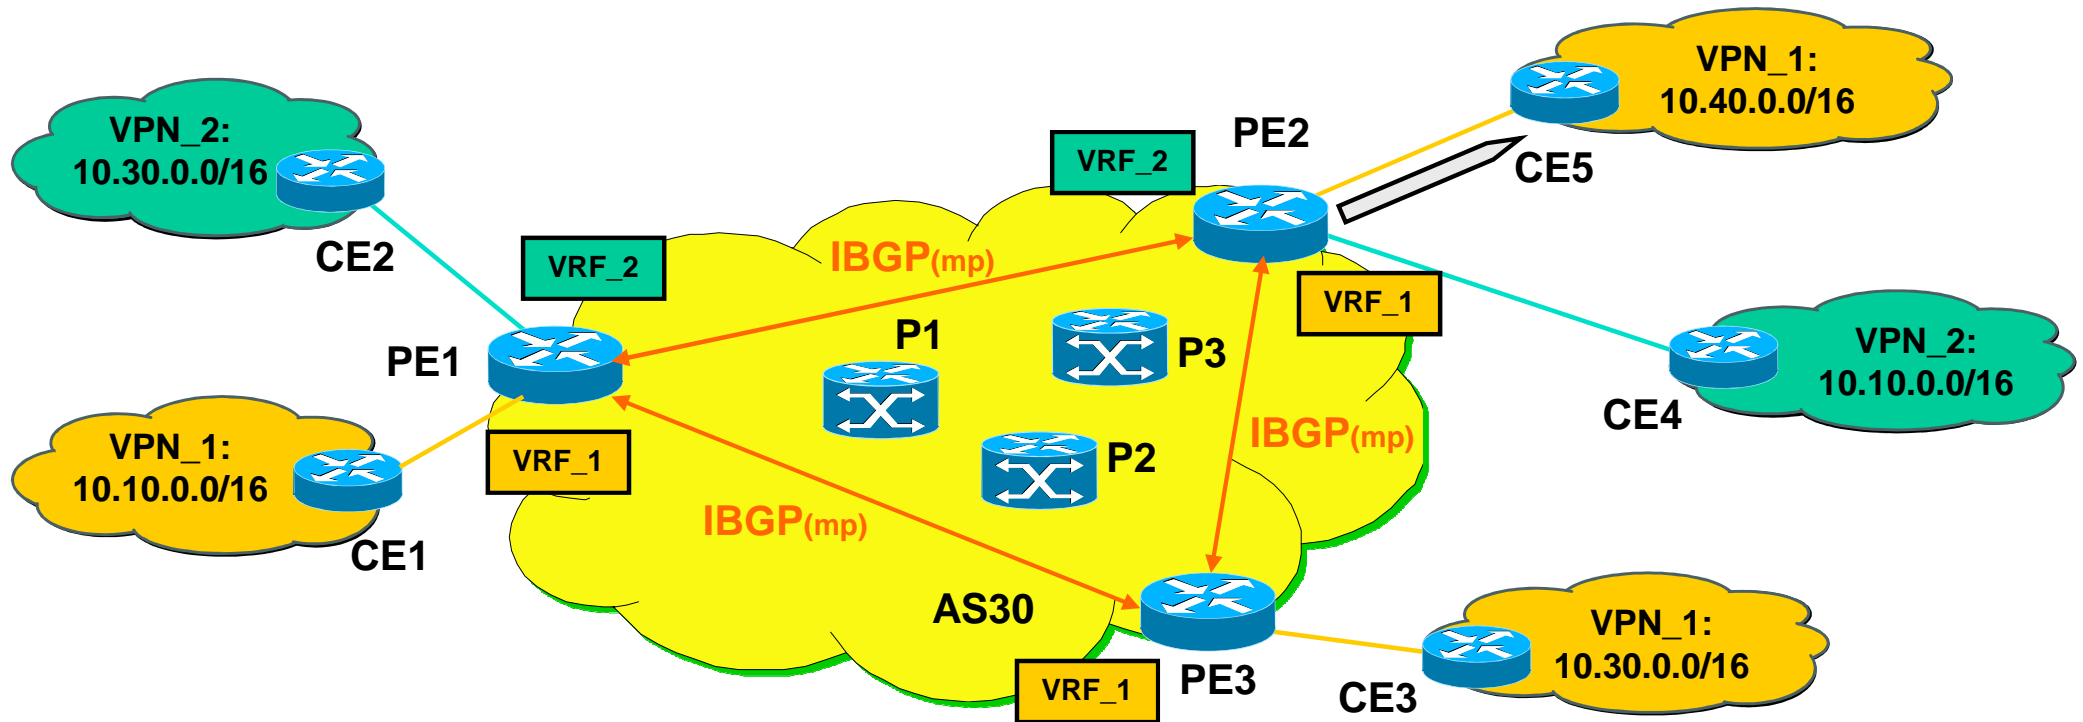 VPN_1:
10.40.0.0/16
CE5
PE2
VRF_2
VPN_2:
10.30.0.0/16
CE2
VRF_2
IBGP(mp)
VRF_1
P1
P3
PE1
VPN_2:
10.10.0.0/16
CE4
VPN_1:
10.10.0.0/16
CE1
VRF_1
P2
IBGP(mp)
IBGP(mp)
AS30
VRF_1
PE3
VPN_1:
10.30.0.0/16
CE3